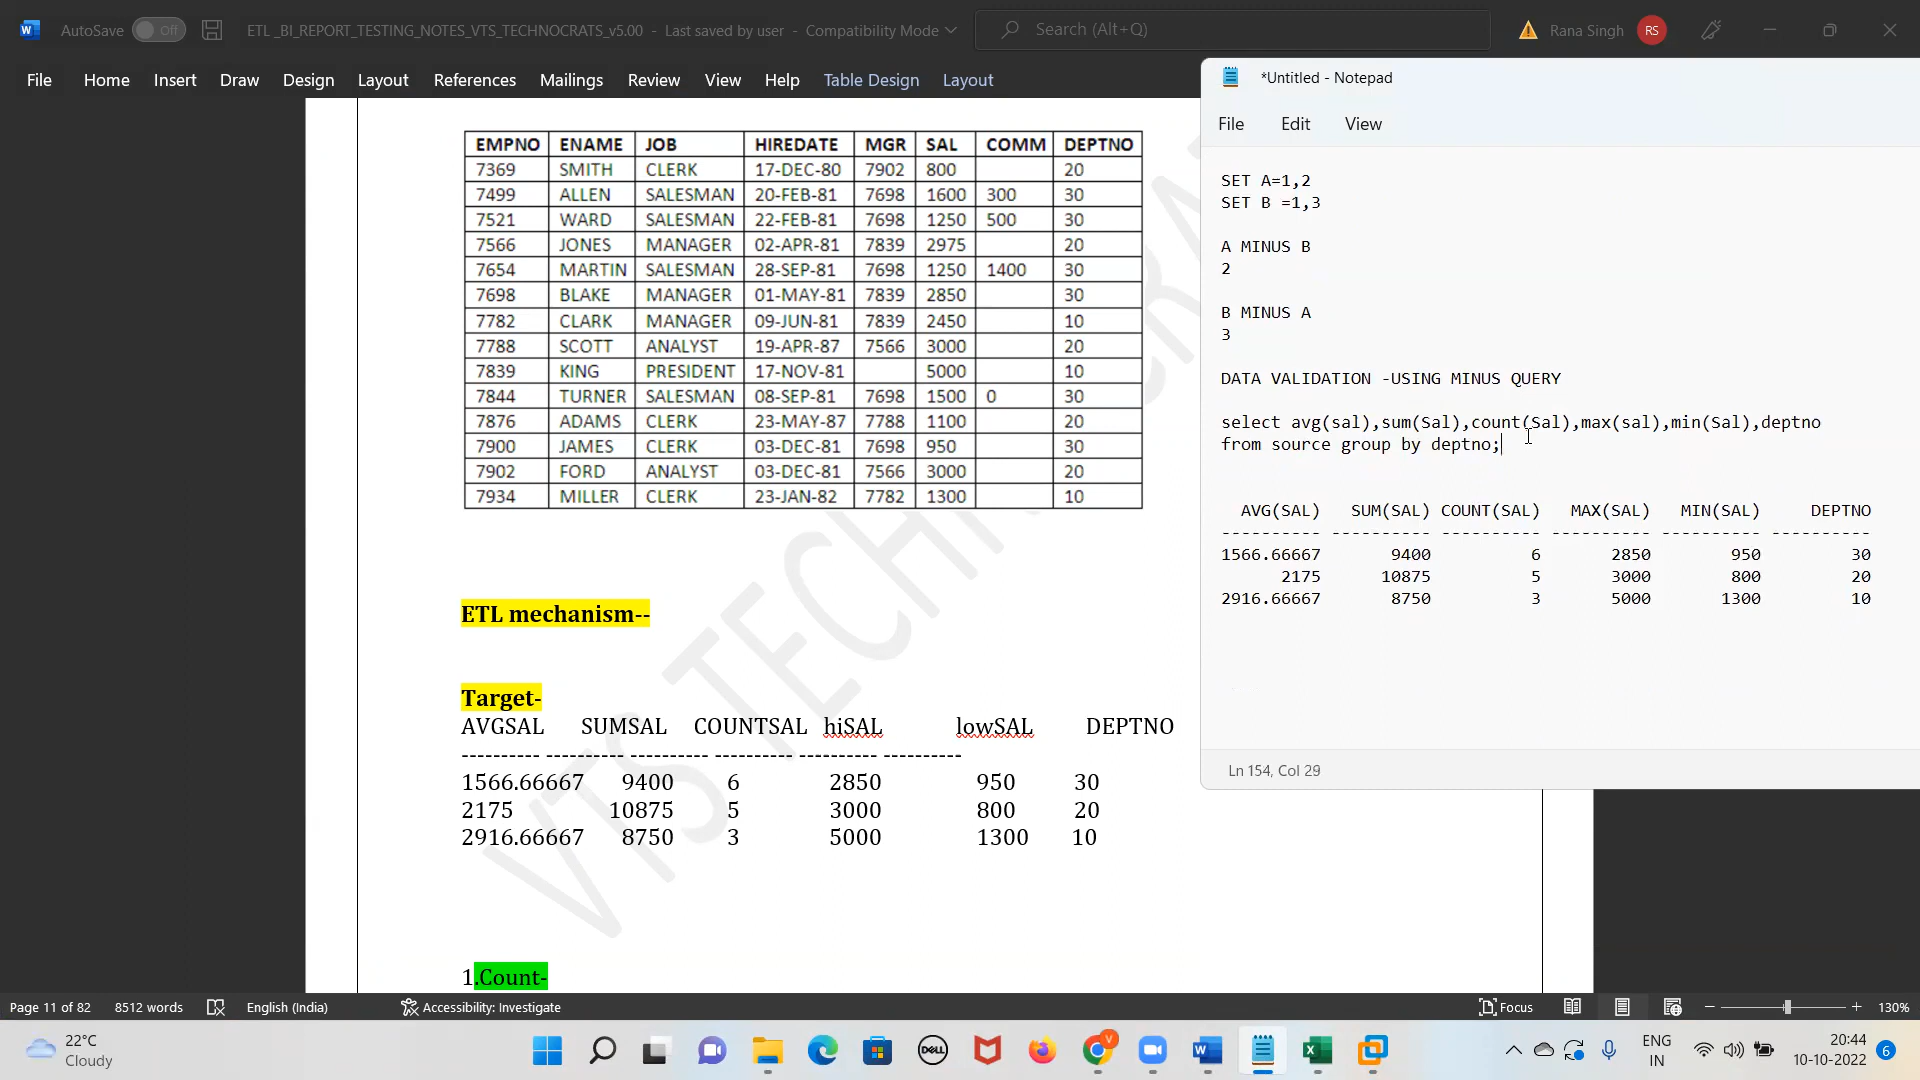 AutoSave Off ETL _BI_REPORT_TESTING_NOTES_VTS_TECHNOCRATS_v5.00 - Last saved by user - Compatibility Mode Search (Alt+Q) Rana Singh RS
File Home Insert Draw Design Layout References Mailings Review View Help Table Design Layout
EMPNO ENAME JOB HIREDATE MGR SAL COMM DEPTNO
7369 SMITH CLERK 17-DEC-80 7902 800 20
7499 ALLEN SALESMAN 20-FEB-81 7698 1600 300 30
7521 WARD SALESMAN 22-FEB-81 7698 1250 500 30
7566 JONES MANAGER 02-APR-81 7839 2975 20
7654 MARTIN SALESMAN 28-SEP-81 7698 1250 1400 30
7698 BLAKE MANAGER 01-MAY-81 7839 2850 30
7782 CLARK MANAGER 09-JUN-81 7839 2450 10
7788 SCOTT ANALYST 19-APR-87 7566 3000 20
7839 KING PRESIDENT 17-NOV-81 5000 10
7844 TURNER SALESMAN 08-SEP-81 7698 1500 0 30
7876 ADAMS CLERK 23-MAY-87 7788 1100 20
7900 JAMES CLERK 03-DEC-81 7698 950 30
7902 FORD ANALYST 03-DEC-81 7566 3000 20
7934 MILLER CLERK 23-JAN-82 7782 1300 10
ETL mechanism--
Target-
AVGSAL SUMSAL COUNTSAL hiSAL lowSAL DEPTNO
---------- ---------- ---------- ---------- ---------- ----------
1566.66667 9400 6 2850 950 30
2175 10875 5 3000 800 20
2916.66667 8750 3 5000 1300 10
1.Count-
VTS TECHN
*Untitled - Notepad
File Edit View
SET A=1,2
SET B =1,3
A MINUS B
2
B MINUS A
3
DATA VALIDATION -USING MINUS QUERY
select avg(sal),sum(Sal),count(Sal),max(sal),min(Sal),deptno
from source group by deptno;
AVG(SAL) SUM(SAL) COUNT(SAL) MAX(SAL) MIN(SAL) DEPTNO
---------- ---------- ---------- ---------- ---------- ----------
1566.66667 9400 6 2850 950 30
2175 10875 5 3000 800 20
2916.66667 8750 3 5000 1300 10
Ln 154, Col 29
Page 11 of 82 8512 words English (India) Accessibility: Investigate Focus 130%
22°C
Cloudy
DELL
V
ENG
IN
20:44
10-10-2022
6